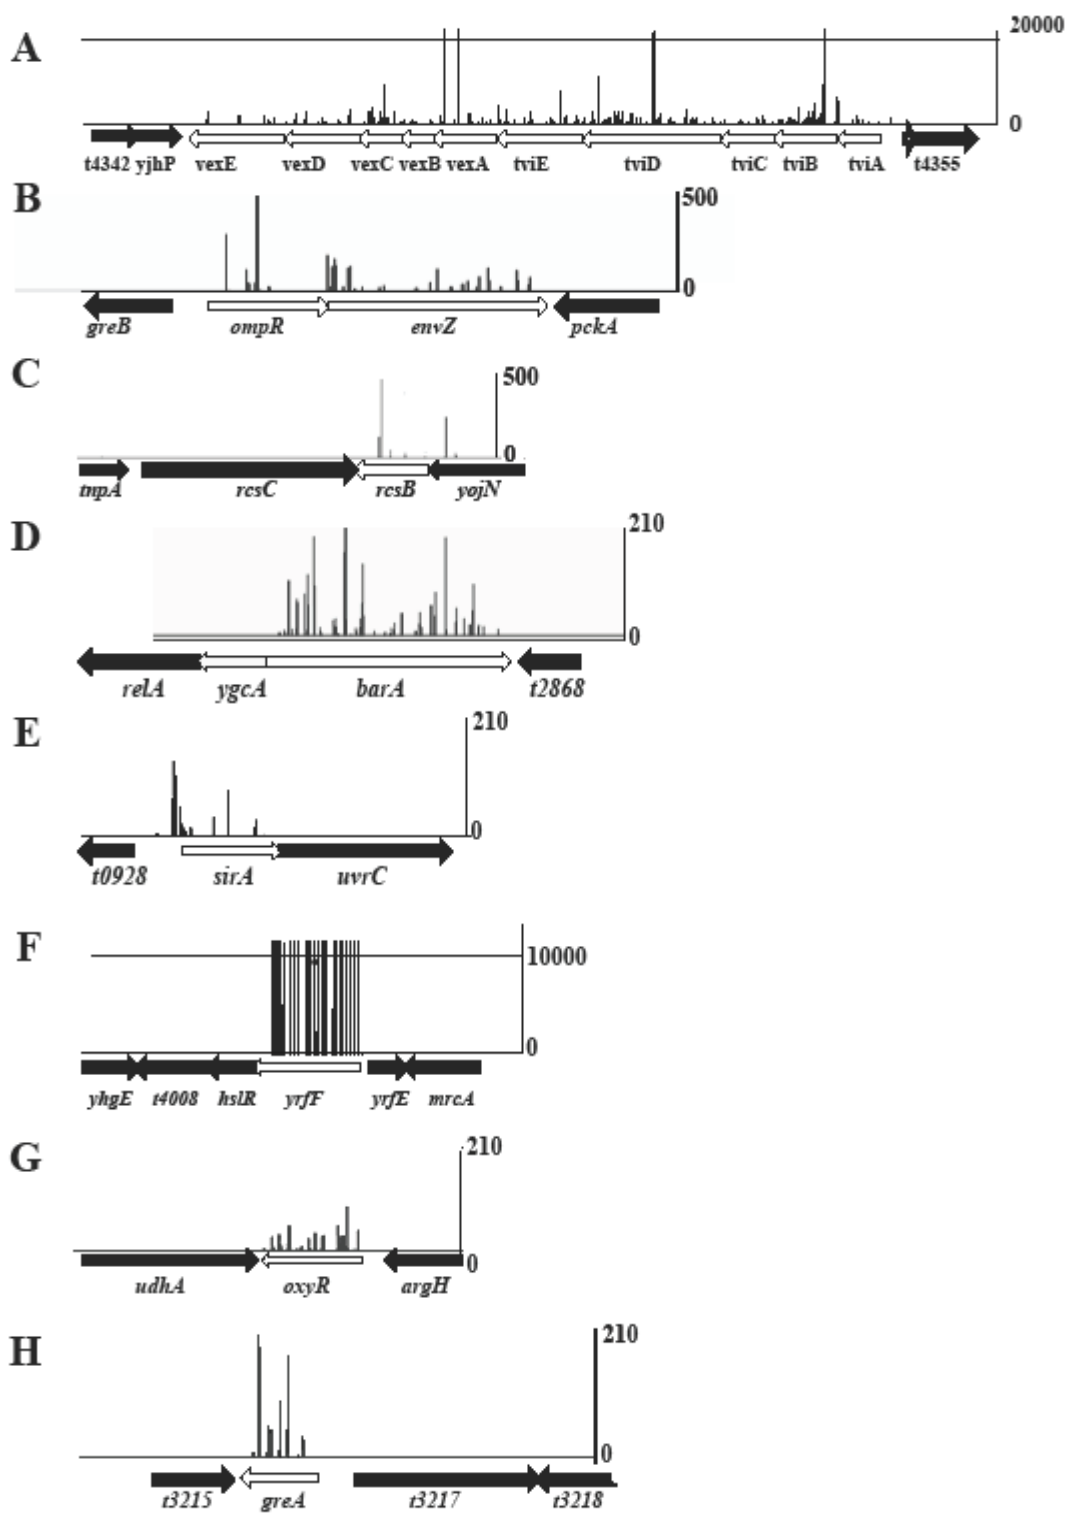 A
20000
0
t4342 yjhP vexE vexD vexC vexB vexA tviE tviD tviC tviB tviA t4355
B
500
0
greB ompR envZ pckA
C
500
0
tnpA rcsC rcsB yojN
D
210
0
relA ygcA barA t2868
E
210
0
t0928 sirA uvrC
F
10000
0
yhgE t4008 hslR yrfF yrfE mrcA
G
210
0
udhA oxyR argH
H
210
0
t3215 greA t3217 t3218